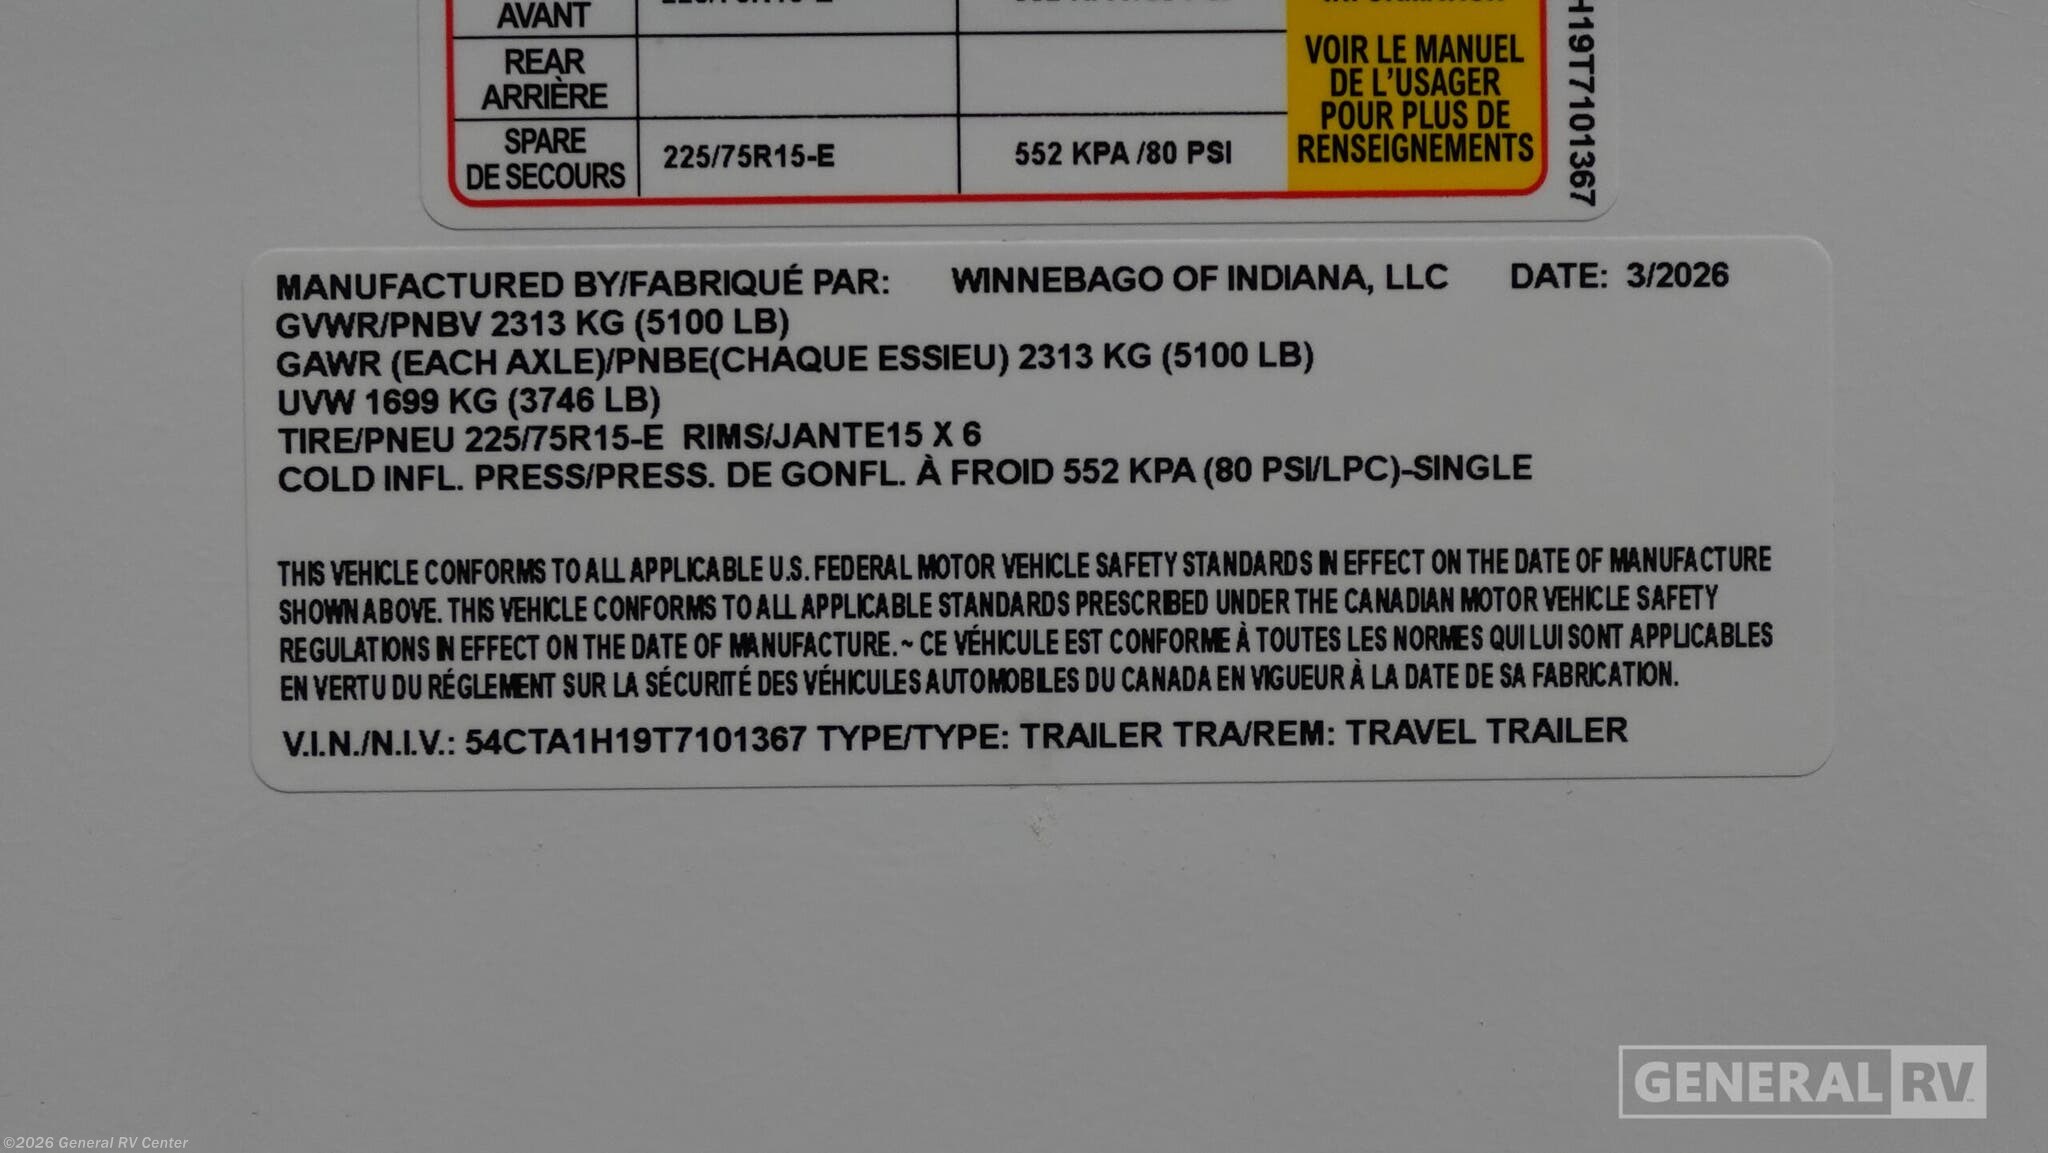 AVANT
REAR
ARRIÈRE
SPARE
DE SECOURS
225/75R15-E
552 KPA /80 PSI
VOIR LE MANUEL
DE L'USAGER
POUR PLUS DE
RENSEIGNEMENTS
H19T7101367
MANUFACTURED BY/FABRIQUÉ PAR: WINNEBAGO OF INDIANA, LLC DATE: 3/2026
GVWR/PNBV 2313 KG (5100 LB)
GAWR (EACH AXLE)/PNBE(CHAQUE ESSIEU) 2313 KG (5100 LB)
UVW 1699 KG (3746 LB)
TIRE/PNEU 225/75R15-E RIMS/JANTE15 X 6
COLD INFL. PRESS/PRESS. DE GONFL. À FROID 552 KPA (80 PSI/LPC)-SINGLE
THIS VEHICLE CONFORMS TO ALL APPLICABLE U.S. FEDERAL MOTOR VEHICLE SAFETY STANDARDS IN EFFECT ON THE DATE OF MANUFACTURE
SHOWN ABOVE. THIS VEHICLE CONFORMS TO ALL APPLICABLE STANDARDS PRESCRIBED UNDER THE CANADIAN MOTOR VEHICLE SAFETY
REGULATIONS IN EFFECT ON THE DATE OF MANUFACTURE. ~ CE VÉHICULE EST CONFORME À TOUTES LES NORMES QUI LUI SONT APPLICABLES
EN VERTU DU RÉGLEMENT SUR LA SÉCURITÉ DES VÉHICULES AUTOMOBILES DU CANADA EN VIGUEUR À LA DATE DE SA FABRICATION.
V.I.N./N.I.V.: 54CTA1H19T7101367 TYPE/TYPE: TRAILER TRA/REM: TRAVEL TRAILER
GENERAL RV
©2026 General RV Center